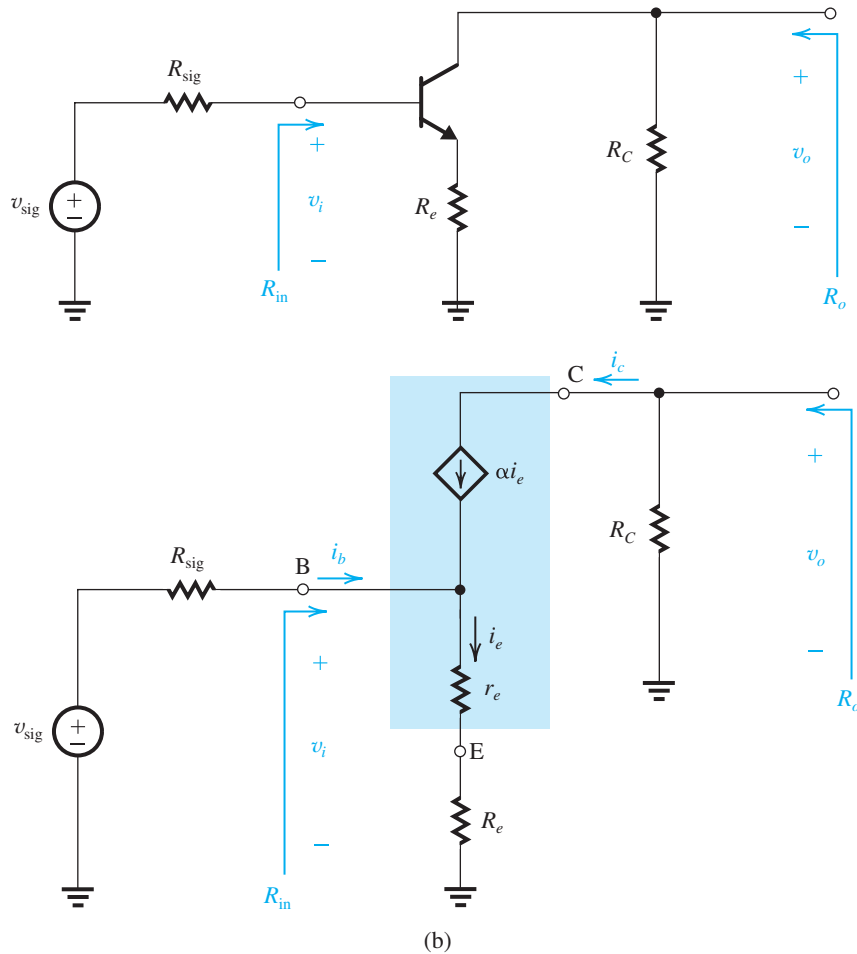 R_sig
+
R_C
v_o
v_sig
+
−
v_i
R_e
−
−
R_in
R_o
+
i_c
C
αi_e
+
R_C
R_sig
B
i_b
v_o
i_e
+
r_e
−
v_sig
+
−
v_i
E
R_o
R_e
−
R_in
(b)
+